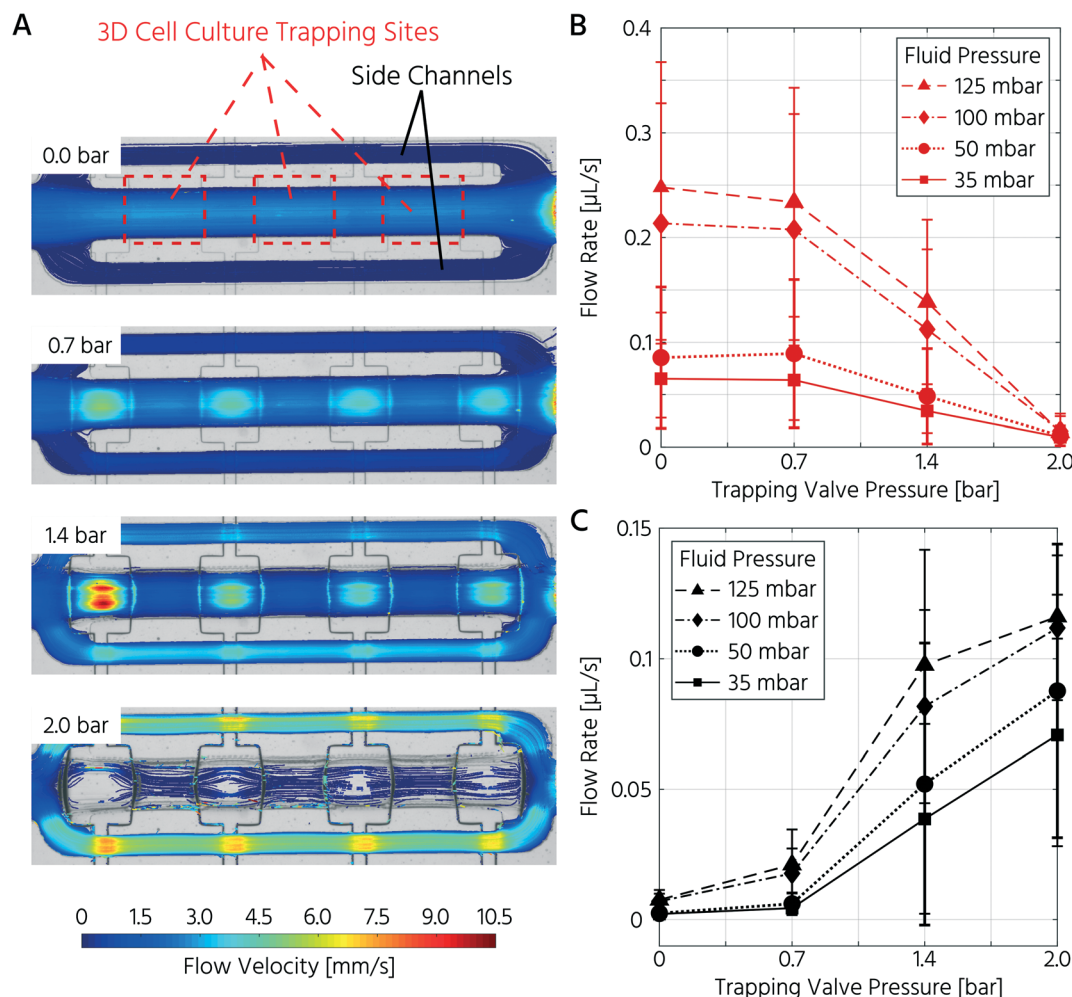 A
3D Cell Culture Trapping Sites
Side Channels
0.0 bar
0.7 bar
1.4 bar
2.0 bar
0 1.5 3.0 4.5 6.0 7.5 9.0 10.5
Flow Velocity [mm/s]
B
0.4
0.3
0.2
0.1
0
Flow Rate [µL/s]
Fluid Pressure
125 mbar
100 mbar
50 mbar
35 mbar
0 0.7 1.4 2.0
Trapping Valve Pressure [bar]
C
0.15
0.10
0.05
0
Flow Rate [µL/s]
Fluid Pressure
125 mbar
100 mbar
50 mbar
35 mbar
0 0.7 1.4 2.0
Trapping Valve Pressure [bar]